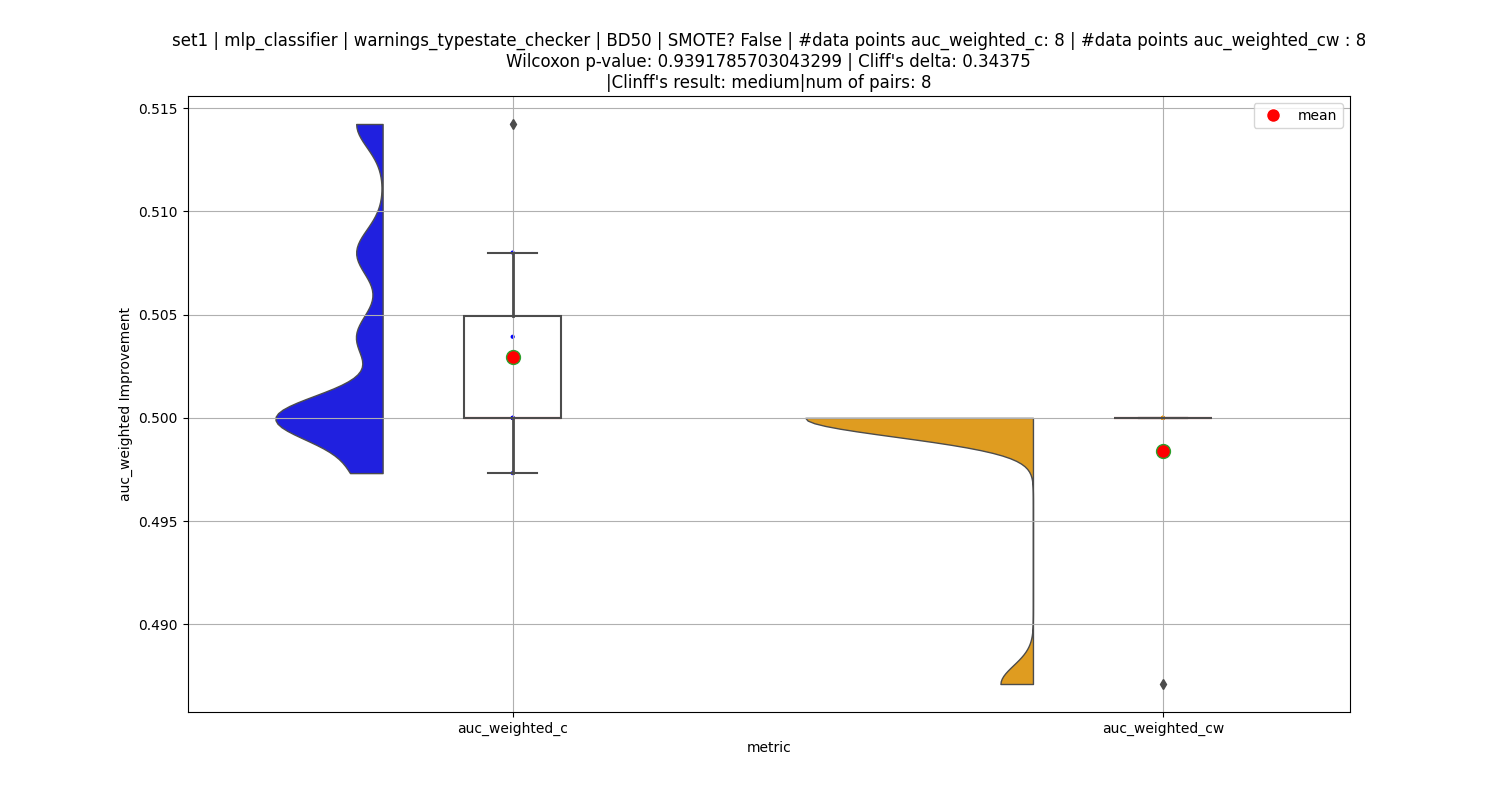 set1 | mlp_classifier | warnings_typestate_checker | BD50 | SMOTE? False | #data points auc_weighted_c: 8 | #data points auc_weighted_cw : 8
Wilcoxon p-value: 0.9391785703043299 | Cliff's delta: 0.34375
|Clinff's result: medium|num of pairs: 8
mean
0.515
0.510
0.505
0.500
0.495
0.490
auc_weighted Improvement
auc_weighted_c
auc_weighted_cw
metric